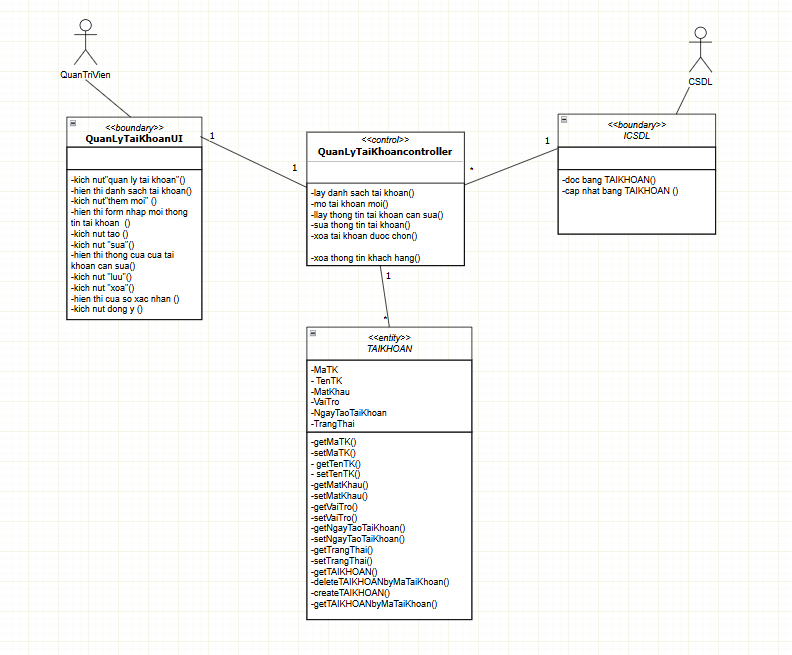 QuanTriVien
<<boundary>>
QuanLyTaiKhoanUI
-kich nut"quan ly tai khoan"()
-hien thi danh sach tai khoan()
-kich nut"them moi" ()
-hien thi form nhap moi thong
tin tai khoan ()
-kich nut tao ()
-kich nut "sua"()
-hien thi thong cua cua tai
khoan can sua()
-kich nut "luu"()
-kich nut "xoa"()
-hien thi cua so xac nhan ()
-kich nut dong y ()
1
1
<<control>>
QuanLyTaiKhoancontroller
-lay danh sach tai khoan()
-mo tai khoan moi()
-llay thong tin tai khoan can sua()
-sua thong tin tai khoan()
-xoa tai khoan duoc chon()
-xoa thong tin khach hang()
*
1
CSDL
<<boundary>>
ICSDL
-doc bang TAIKHOAN()
-cap nhat bang TAIKHOAN ()
1
*
<<entity>>
TAIKHOAN
-MaTK
- TenTK
-MatKhau
-VaiTro
-NgayTaoTaiKhoan
-TrangThai
-getMaTK()
-setMaTK()
- getTenTK()
- setTenTK()
-getMatKhau()
-setMatKhau()
-getVaiTro()
-setVaiTro()
-getNgayTaoTaiKhoan()
-setNgayTaoTaiKhoan()
-getTrangThai()
-setTrangThai()
-getTAIKHOAN()
-deleteTAIKHOANbyMaTaiKhoan()
-createTAIKHOAN()
-getTAIKHOANbyMaTaiKhoan()